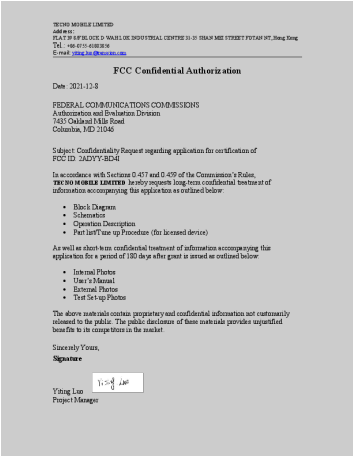 TECNO MOBILE LIMITED
Address:
FLAT N 8/F BLOCK D WAH LOK INDUSTRIAL CENTRE 31-35 SHAN MEI STREET FOTAN NT, Hong Kong
Tel.:
E-mail:
FCC Confidential Authorization
Date: 2021-12-8
FEDERAL COMMUNICATIONS COMMISSIONS
Authorization and Evaluation Division
7435 Oakland Mills Road
Columbia, MD 21046
Subject: Confidentiality Request regarding application for certification of
FCC ID: 2ADYY-BD4I
In accordance with Sections 0.457 and 0.459 of the Commission's Rules,
TECNO MOBILE LIMITED hereby requests long-term confidential treatment of
information accompanying this application as outlined below:
• Block Diagram
• Schematics
• Operation Description
• Part list/Tune up Procedure (for licensed device)
As well as short-term confidential treatment of information accompanying this
application for a period of 180 days after grant is issued as outlined below:
• Internal Photos
• User's Manual
• External Photos
• Test Set-up Photos
The above materials contain proprietary and confidential information not customarily
released to the public. The public disclosure of these materials provides unjustified
benefits to its competitors in the market.
Sincerely Yours,
Signature
Yiting Luo
Yiting Luo
Project Manager